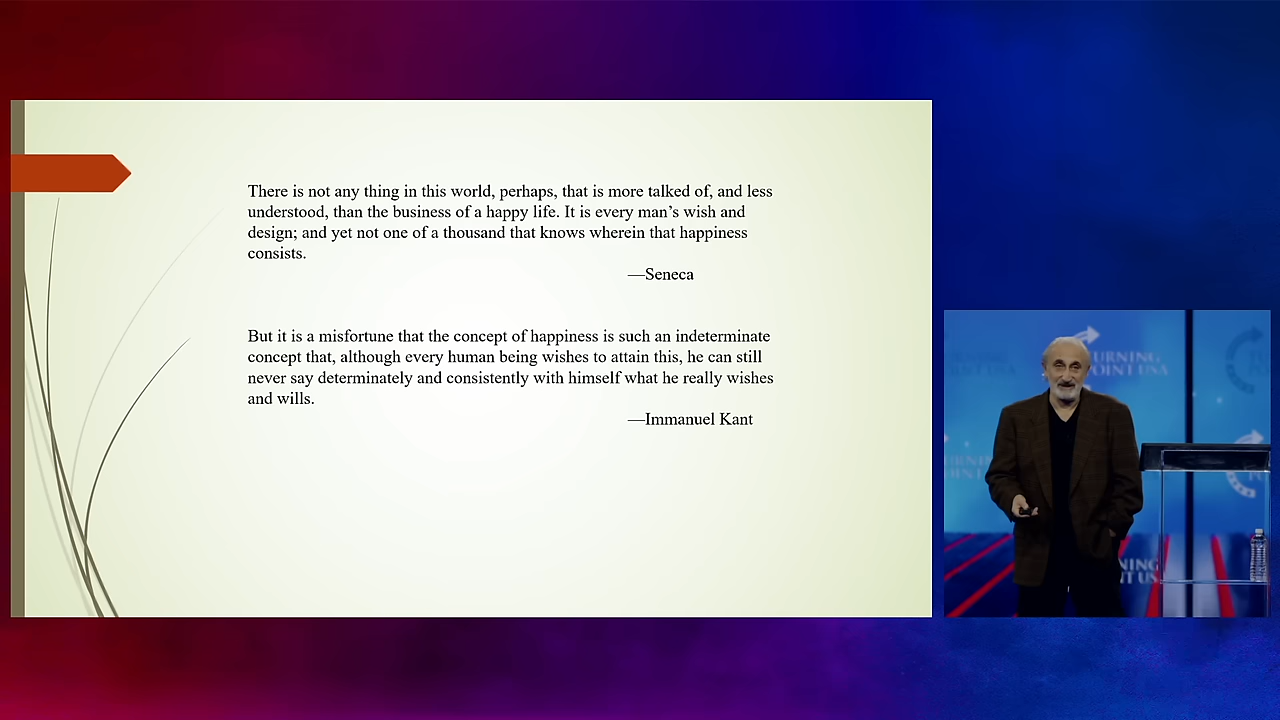 There is not any thing in this world, perhaps, that is more talked of, and less
understood, than the business of a happy life. It is every man’s wish and
design; and yet not one of a thousand that knows wherein that happiness
consists.
—Seneca
But it is a misfortune that the concept of happiness is such an indeterminate
concept that, although every human being wishes to attain this, he can still
never say determinately and consistently with himself what he really wishes
and wills.
—Immanuel Kant
URNING
POINT USA
NING